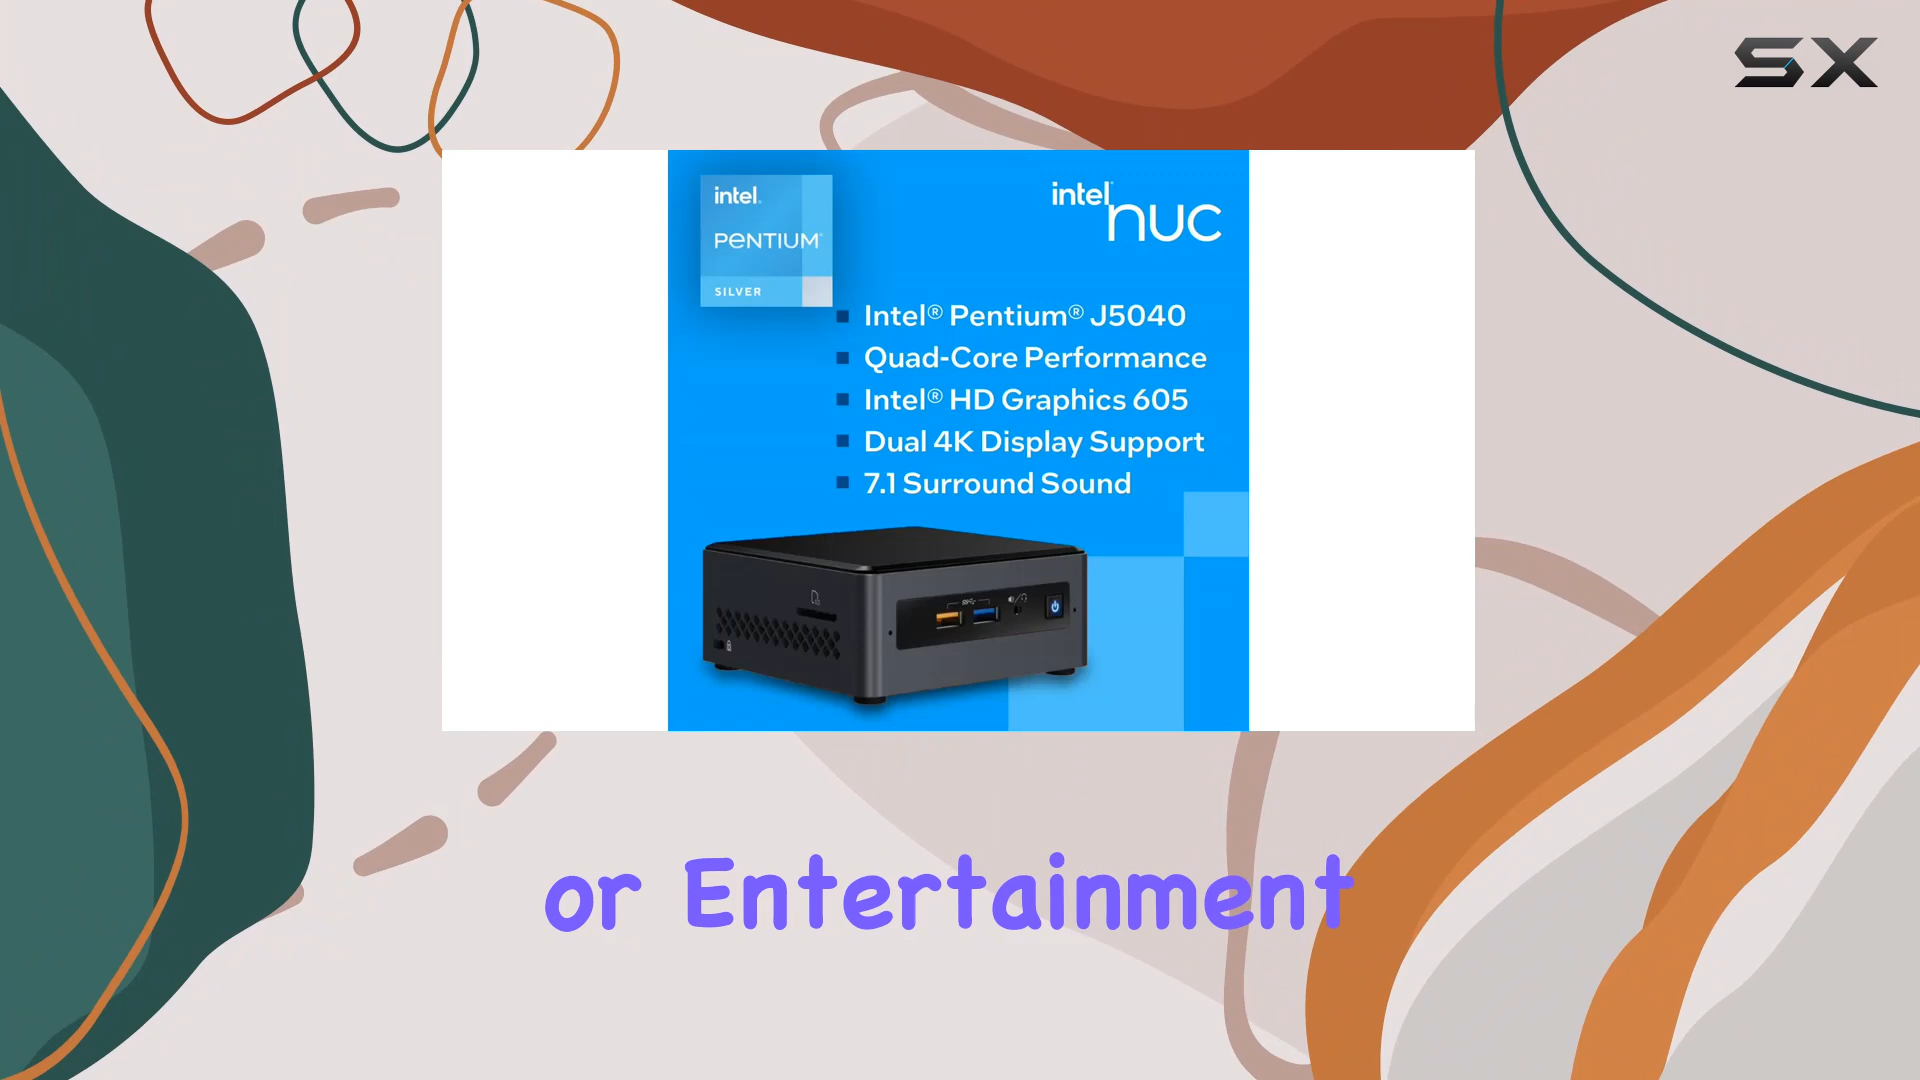 SX
intel
PENTIUM®
SILVER
intel
nuc
Intel® Pentium® J5040
Quad-Core Performance
Intel® HD Graphics 605
Dual 4K Display Support
7.1 Surround Sound
or Entertainment